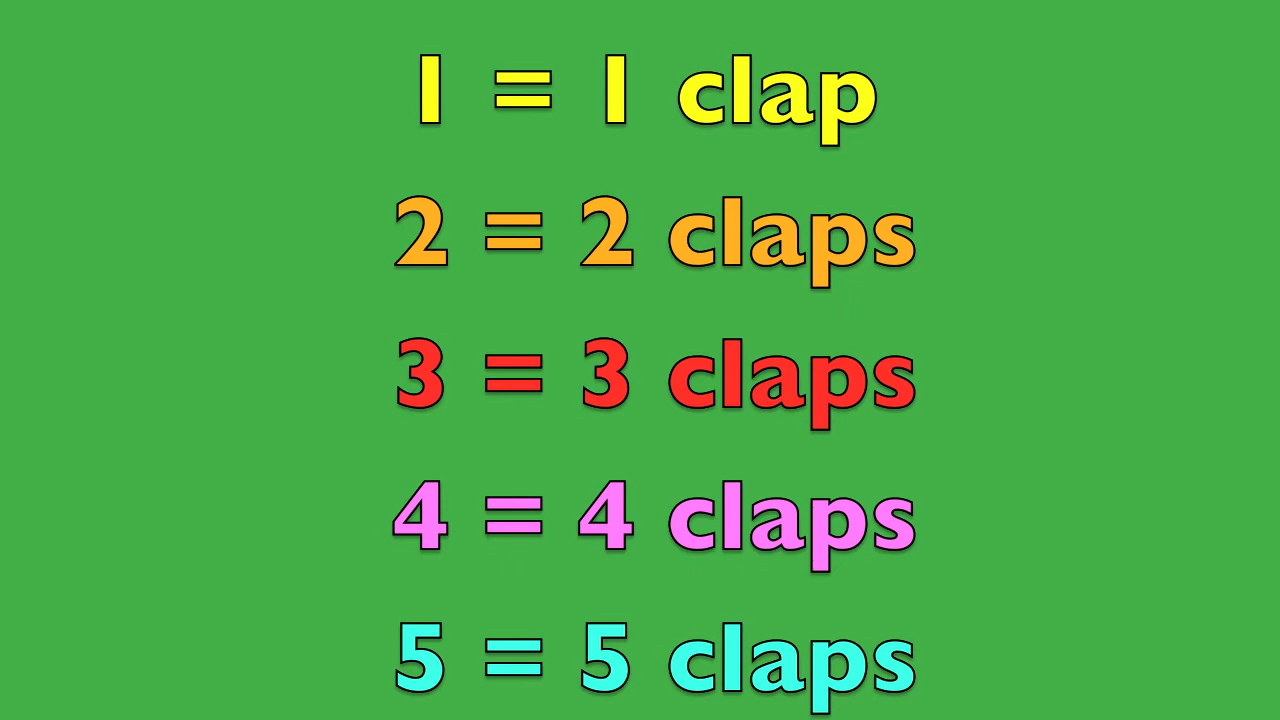 1 = 1 clap
2 = 2 claps
3 = 3 claps
4 = 4 claps
5 = 5 claps